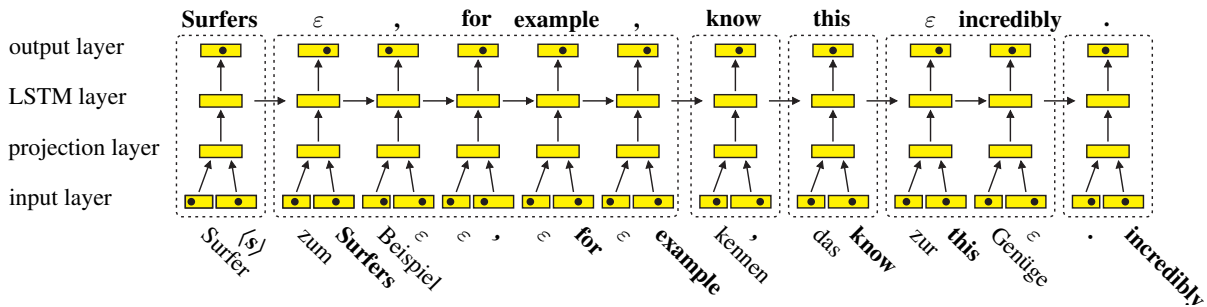 Surfers ε , for example , know this ε incredibly .
output layer
LSTM layer
projection layer
input layer
Surfer ⟨s⟩ zum Surfers Beispiel ε ε , ε for ε example kennen , das know zur this Genüge ε . incredibly